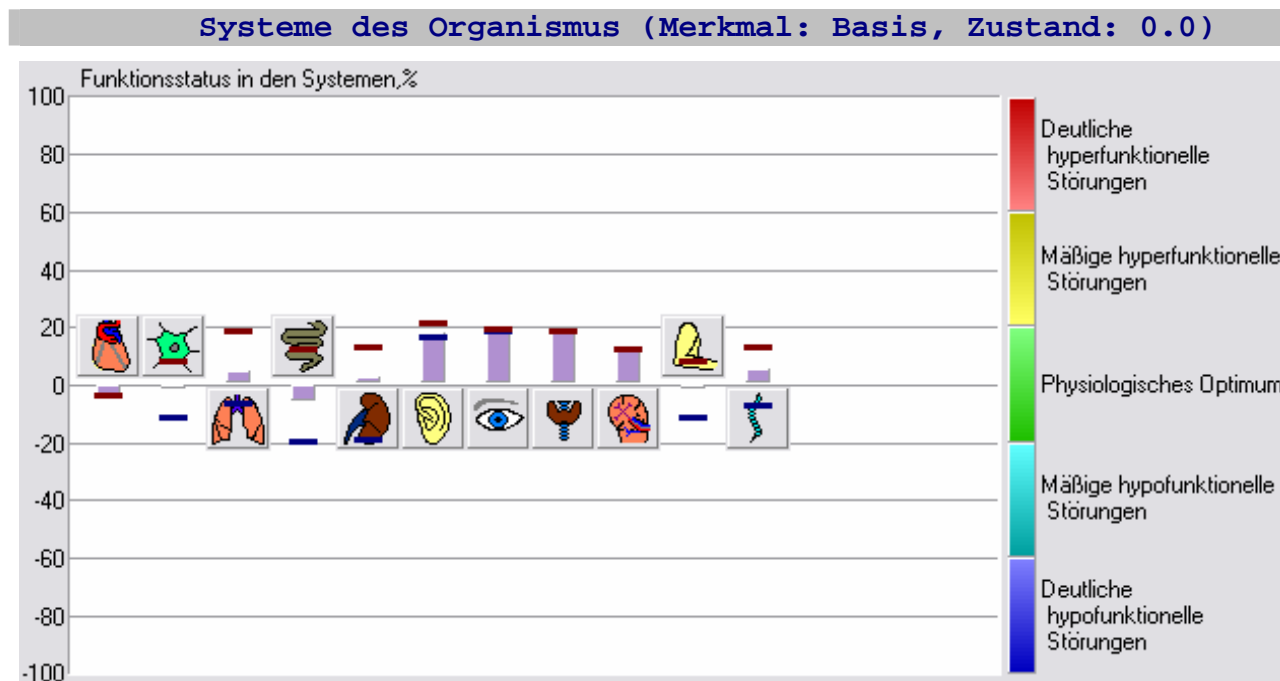 Systeme des Organismus (Merkmal: Basis, Zustand: 0.0)
Funktionsstatus in den Systemen,%
100
80
60
40
20
0
-20
-40
-60
-80
-100
Deutliche
hyperfunktionelle
Störungen
Mäßige hyperfunktionelle
Störungen
Physiologisches Optimum
Mäßige hypofunktionelle
Störungen
Deutliche
hypofunktionelle
Störungen